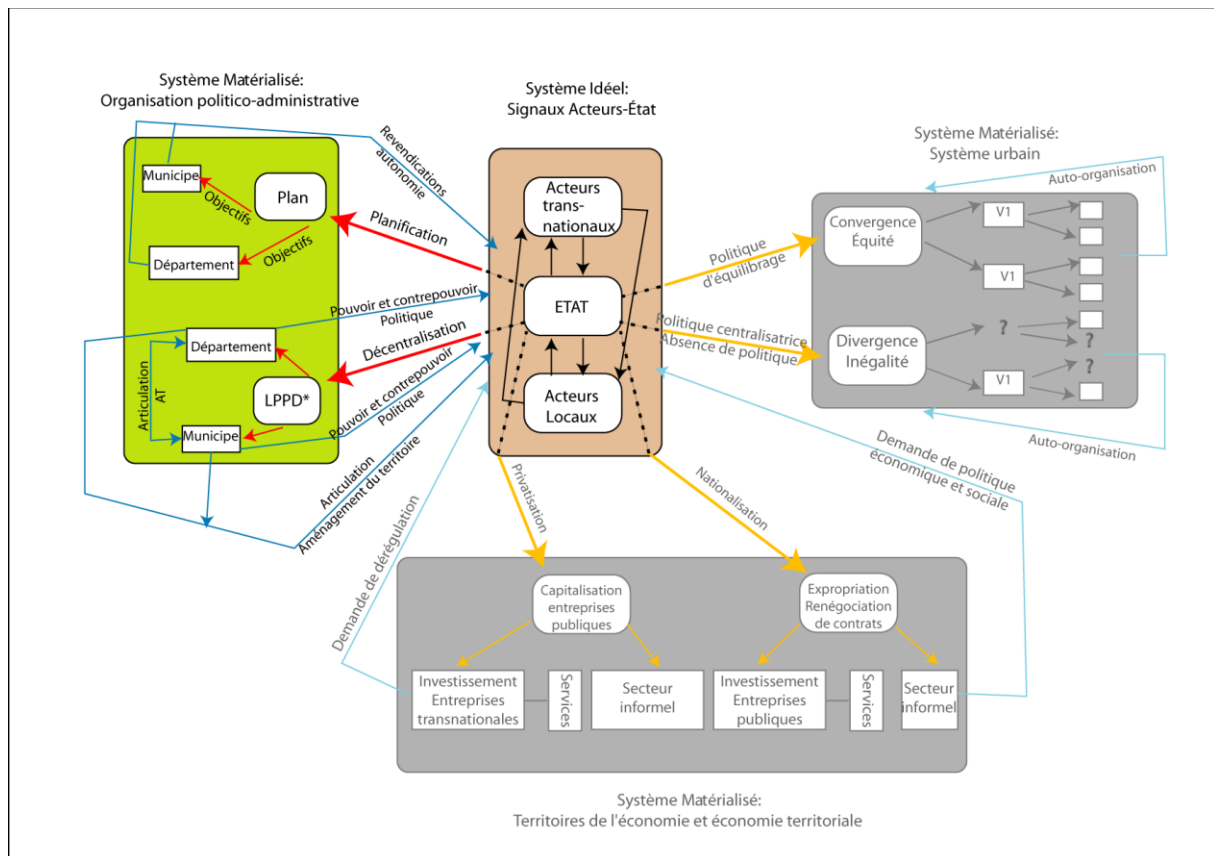 Système Matérialisé:
Organisation politico-administrative
Municipe
Plan
Objectifs
Objectifs
Département
Département
LPPD*
Municipe
Articulation
AT
Revendications
autonomie
Planification
Pouvoir et contrepouvoir
Politique
Décentralisation
Pouvoir et contrepouvoir
Politique
Articulation
Aménagement du territoire
Demande de dérégulation
Système Idéel:
Signaux Acteurs-État
Acteurs
trans-
nationaux
ETAT
Acteurs
Locaux
Politique
d'équilibrage
Politique centralisatrice
Absence de politique
Privatisation
Nationalisation
Demande de politique
économique et sociale
Système Matérialisé:
Système urbain
Auto-organisation
Convergence
Équité
V1
V1
Divergence
Inégalité
?
?
?
V1
Auto-organisation
Capitalisation
entreprises
publiques
Expropriation
Renégociation
de contrats
Investissement
Entreprises
transnationales
Services
Secteur
informel
Investissement
Entreprises
publiques
Services
Secteur
informel
Système Matérialisé:
Territoires de l'économie et économie territoriale